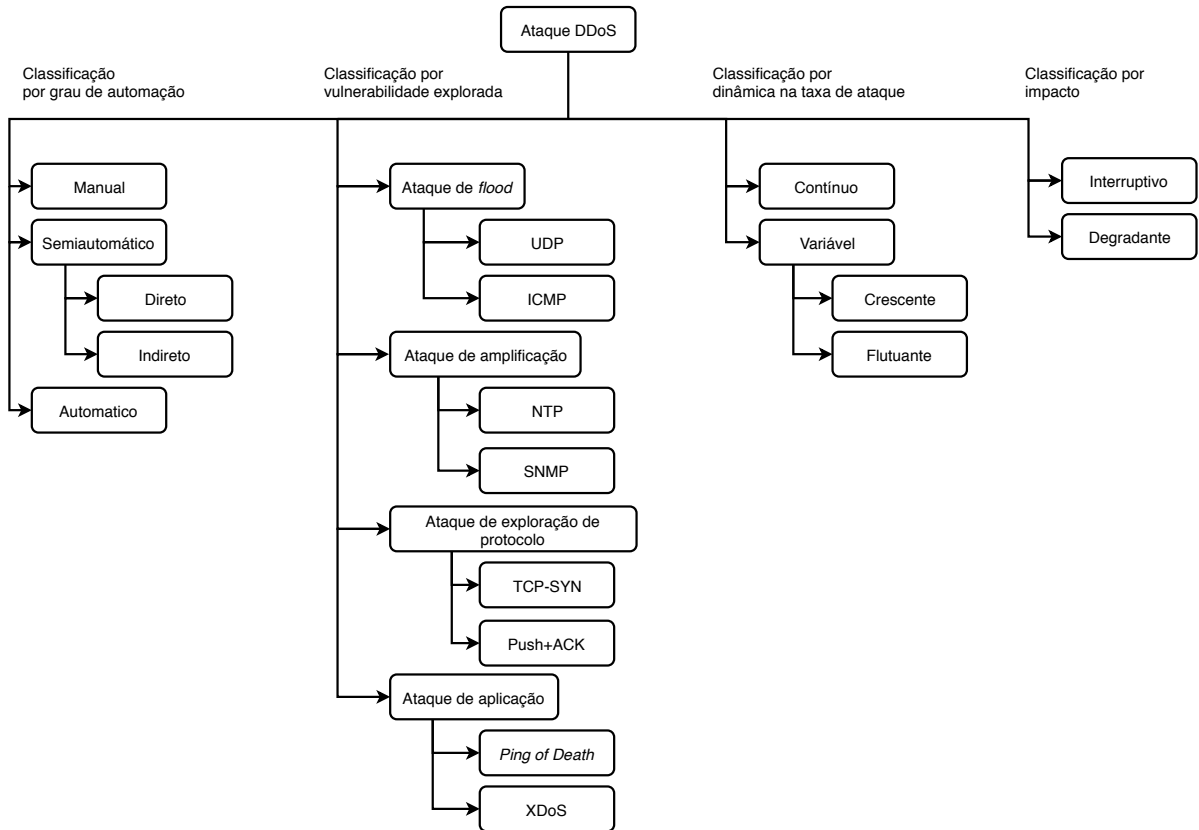 Ataque DDoS
Classificação
por grau de automação
Manual
Semiautomático
Direto
Indireto
Automatico
Classificação por
vulnerabilidade explorada
Ataque de flood
UDP
ICMP
Ataque de amplificação
NTP
SNMP
Ataque de exploração de
protocolo
TCP-SYN
Push+ACK
Ataque de aplicação
Ping of Death
XDoS
Classificação por
dinâmica na taxa de ataque
Contínuo
Variável
Crescente
Flutuante
Classificação por
impacto
Interruptivo
Degradante